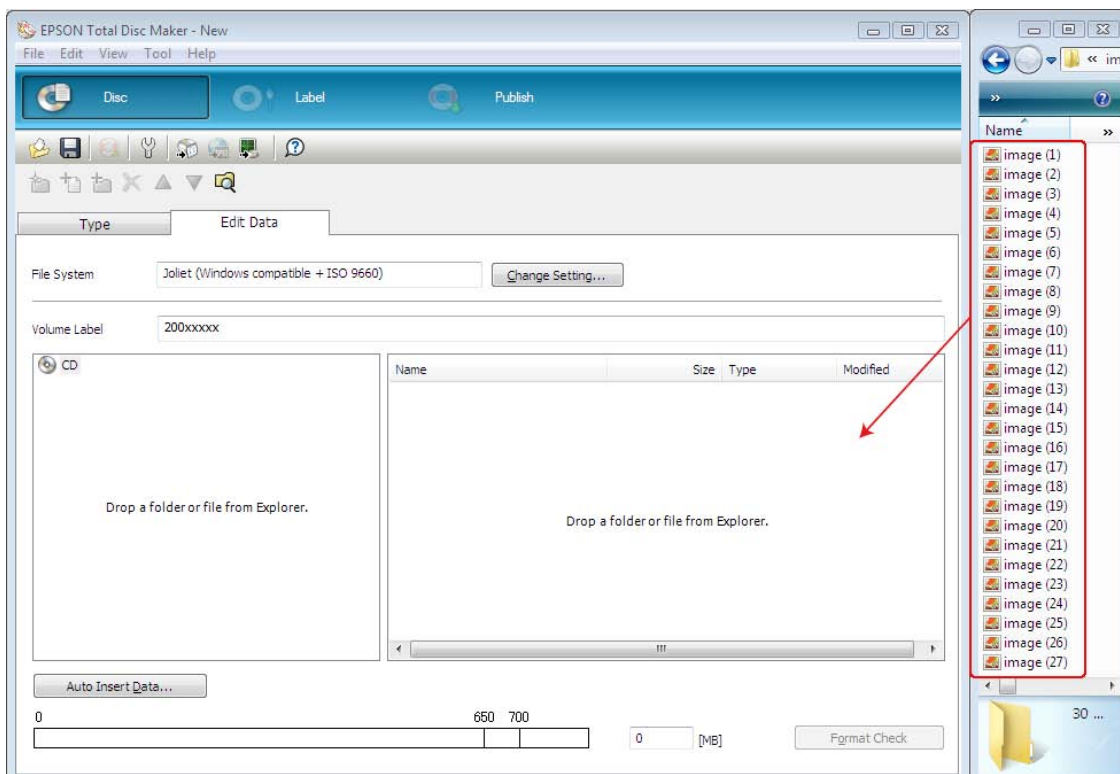 EPSON Total Disc Maker - New
File Edit View Tool Help
Disc Label Publish
Type Edit Data
File System Joliet (Windows compatible + ISO 9660) Change Setting...
Volume Label 200xxxxx
CD
Drop a folder or file from Explorer.
Name Size Type Modified
Drop a folder or file from Explorer.
Auto Insert Data...
0 650 700
0 [MB] Format Check
« im
»
Name »
image (1)
image (2)
image (3)
image (4)
image (5)
image (6)
image (7)
image (8)
image (9)
image (10)
image (11)
image (12)
image (13)
image (14)
image (15)
image (16)
image (17)
image (18)
image (19)
image (20)
image (21)
image (22)
image (23)
image (24)
image (25)
image (26)
image (27)
30 ...